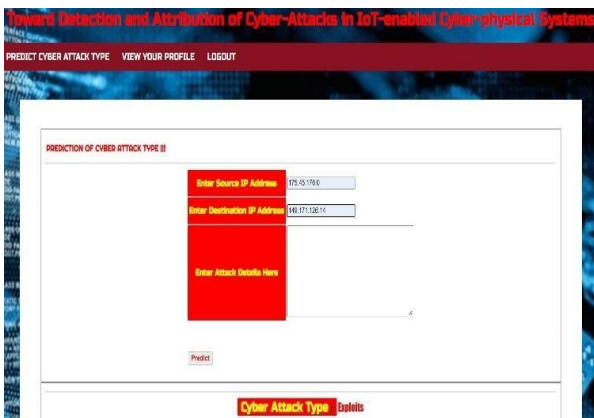 Toward Detection and Attribution of Cyber-Attacks in IoT-enabled Cyber-physical Systems
PREDICT CYBER ATTACK TYPE VIEW YOUR PROFILE LOGOUT
PREDICTION OF CYBER ATTACK TYPE !!!
Enter Source IP Address 175.45.176.0
Enter Destination IP Address 149.171.126.14
Enter Attack Details Here
Predict
Cyber Attack Type Exploits